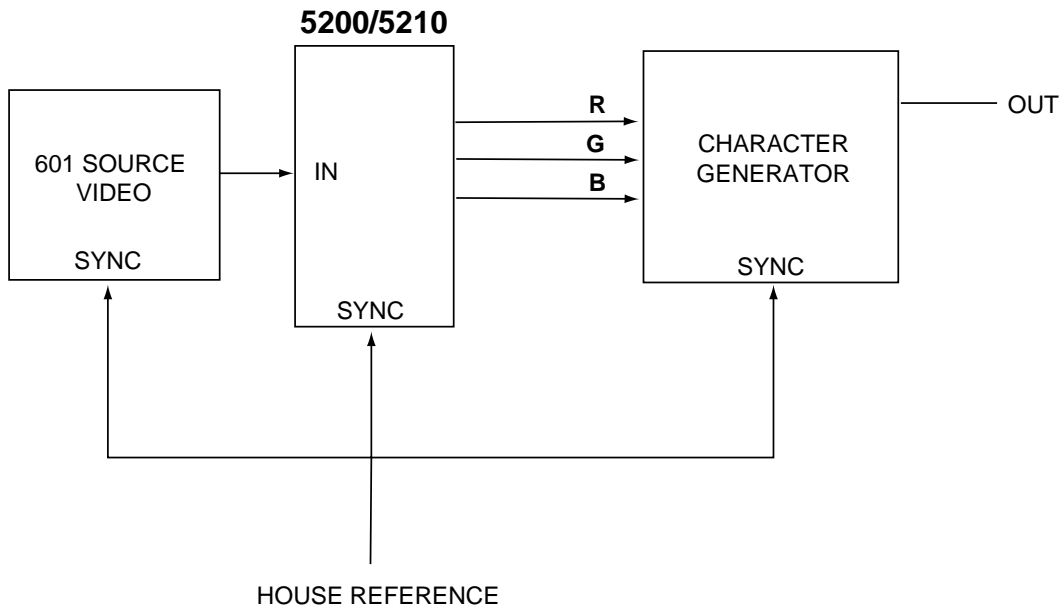 5200/5210
601 SOURCE
VIDEO
SYNC
IN
SYNC
R
G
B
CHARACTER
GENERATOR
SYNC
OUT
HOUSE REFERENCE